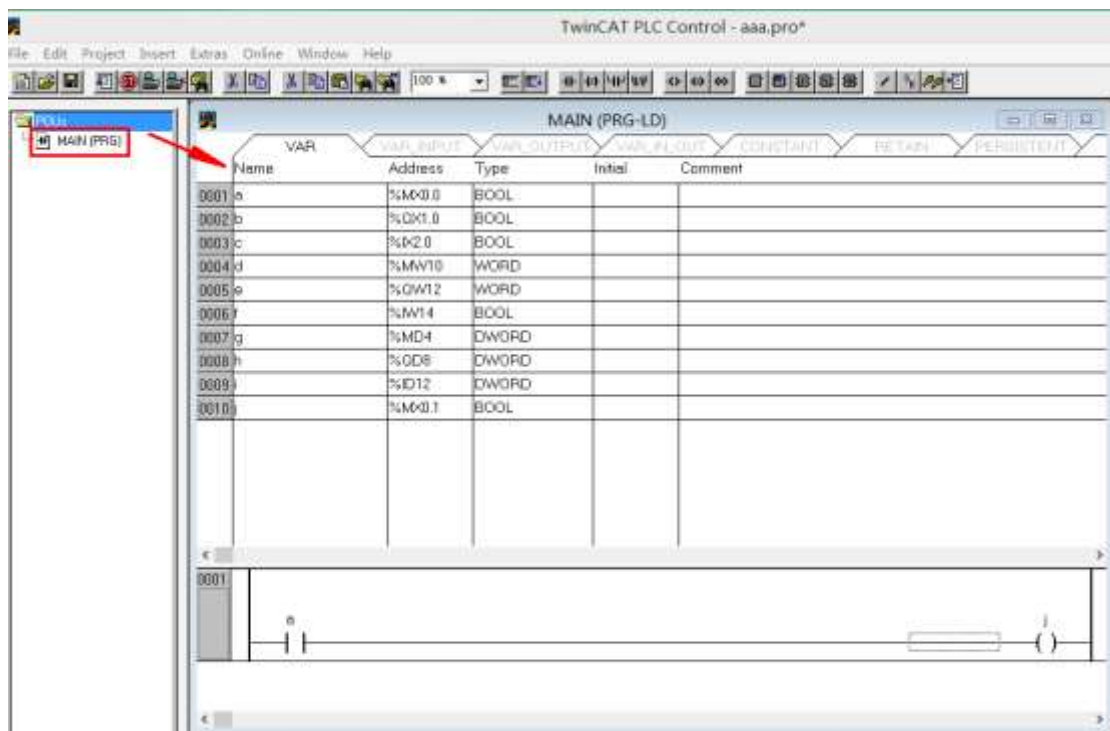 TwinCAT PLC Control - aaa.pro*
File Edit Project Insert Extras Online Window Help
100 %
POUs
MAIN (PRG)
MAIN (PRG-LD)
VAR VAR_INPUT VAR_OUTPUT VAR_IN_OUT CONSTANT RETAIN PERSISTENT
Name Address Type Initial Comment
0001 a %MX0.0 BOOL
0002 b %QX1.0 BOOL
0003 c %IX2.0 BOOL
0004 d %MW10 WORD
0005 e %QW12 WORD
0006 f %IW14 BOOL
0007 g %MD4 DWORD
0008 h %QD8 DWORD
0009 i %ID12 DWORD
0010 j %MX0.1 BOOL
0001
a j